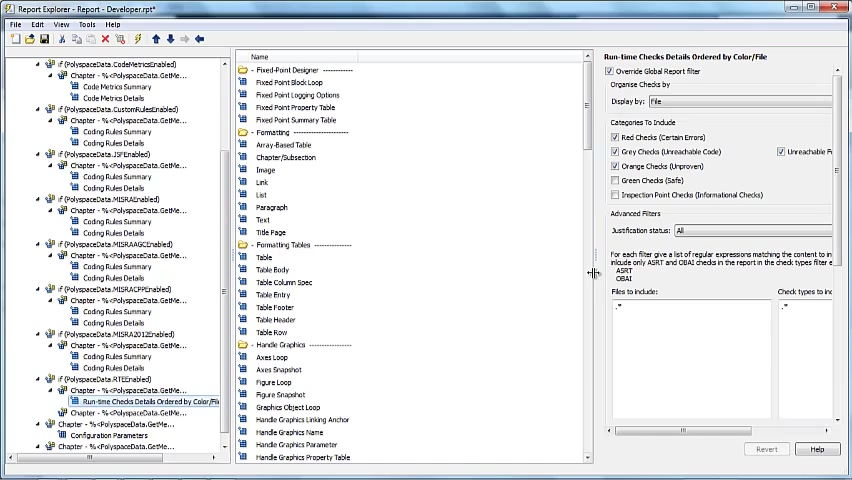 Report Explorer - Report - Developer.rpt*
File Edit View Tools Help
if (PolyspaceData.CodeMetricsEnabled)
Chapter - %<PolyspaceData.GetMe...
Code Metrics Summary
Code Metrics Details
if (PolyspaceData.CustomRulesEnabled)
Chapter - %<PolyspaceData.GetMe...
Coding Rules Summary
Coding Rules Details
if (PolyspaceData.JSFEnabled)
Chapter - %<PolyspaceData.GetMe...
Coding Rules Summary
Coding Rules Details
if (PolyspaceData.MISRAEnabled)
Chapter - %<PolyspaceData.GetMe...
Coding Rules Summary
Coding Rules Details
if (PolyspaceData.MISRAAGCEnabled)
Chapter - %<PolyspaceData.GetMe...
Coding Rules Summary
Coding Rules Details
if (PolyspaceData.MISRACPPEnabled)
Chapter - %<PolyspaceData.GetMe...
Coding Rules Summary
Coding Rules Details
if (PolyspaceData.MISRA2012Enabled)
Chapter - %<PolyspaceData.GetMe...
Coding Rules Summary
Coding Rules Details
if (PolyspaceData.RTEEnabled)
Chapter - %<PolyspaceData.GetMe...
Run-time Checks Details Ordered by Color/File
Chapter - %<PolyspaceData.GetMe...
Chapter - %<PolyspaceData.GetMe...
Configuration Parameters
Chapter - %<PolyspaceData.GetMe...
Name
- Fixed-Point Designer ------------
Fixed Point Block Loop
Fixed Point Logging Options
Fixed Point Property Table
Fixed Point Summary Table
- Formatting --------------------
Array-Based Table
Chapter/Subsection
Image
Link
List
Paragraph
Text
Title Page
- Formatting Tables ---------------
Table
Table Body
Table Column Spec
Table Entry
Table Footer
Table Header
Table Row
- Handle Graphics ----------------
Axes Loop
Axes Snapshot
Figure Loop
Figure Snapshot
Graphics Object Loop
Handle Graphics Linking Anchor
Handle Graphics Name
Handle Graphics Parameter
Handle Graphics Property Table
Run-time Checks Details Ordered by Color/File
Override Global Report filter
Organise Checks by
Display by: File
Categories To Include
Red Checks (Certain Errors)
Grey Checks (Unreachable Code) Unreachable Fu
Orange Checks (Unproven)
Green Checks (Safe)
Inspection Point Checks (Informational Checks)
Advanced Filters
Justification status: All
For each filter give a list of regular expressions matching the content to in
include only ASRT and OBAI checks in the report in the check types filter e
ASRT
OBAI
Files to include: Check types to inc
.* .*
Revert Help